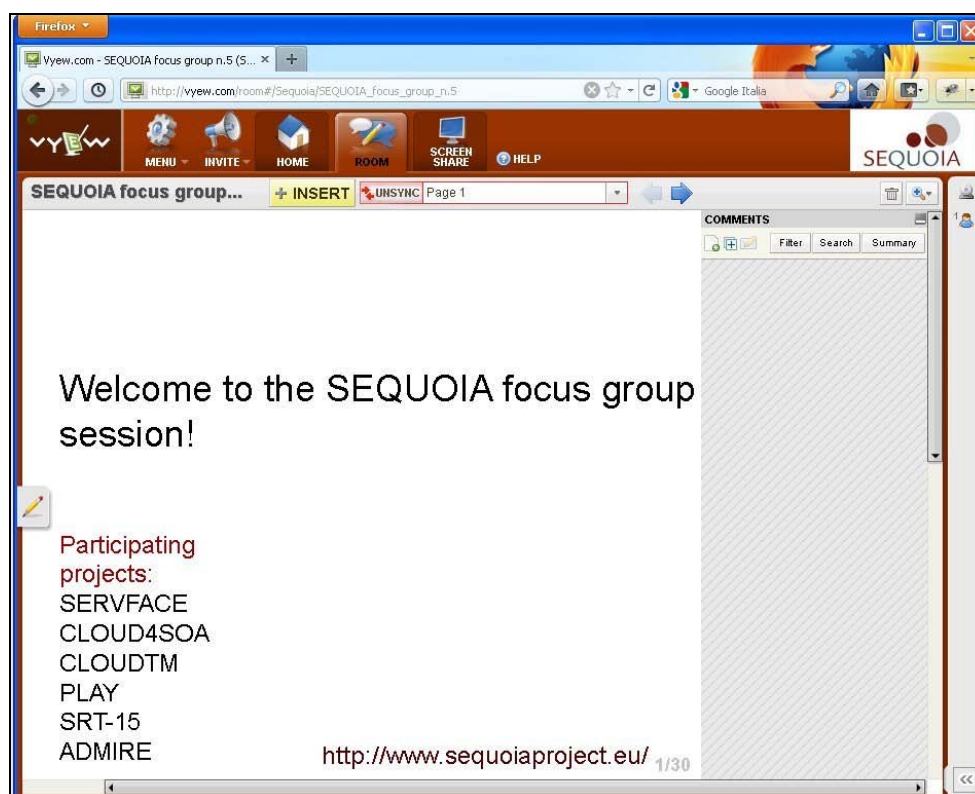 Firefox
Vyew.com - SEQUOIA focus group n.5 (S...
http://vyew.com/room#/Sequoia/SEQUOIA_focus_group_n.5
Google Italia
VYEW
MENU
INVITE
HOME
ROOM
SCREEN
SHARE
HELP
SEQUOIA
SEQUOIA focus group...
INSERT
UNSYNC
Page 1
COMMENTS
1
Filter
Search
Summary
Welcome to the SEQUOIA focus group
session!
Participating
projects:
SERVFACE
CLOUD4SOA
CLOUDTM
PLAY
SRT-15
ADMIRE
http://www.sequoiaproject.eu/
1/30